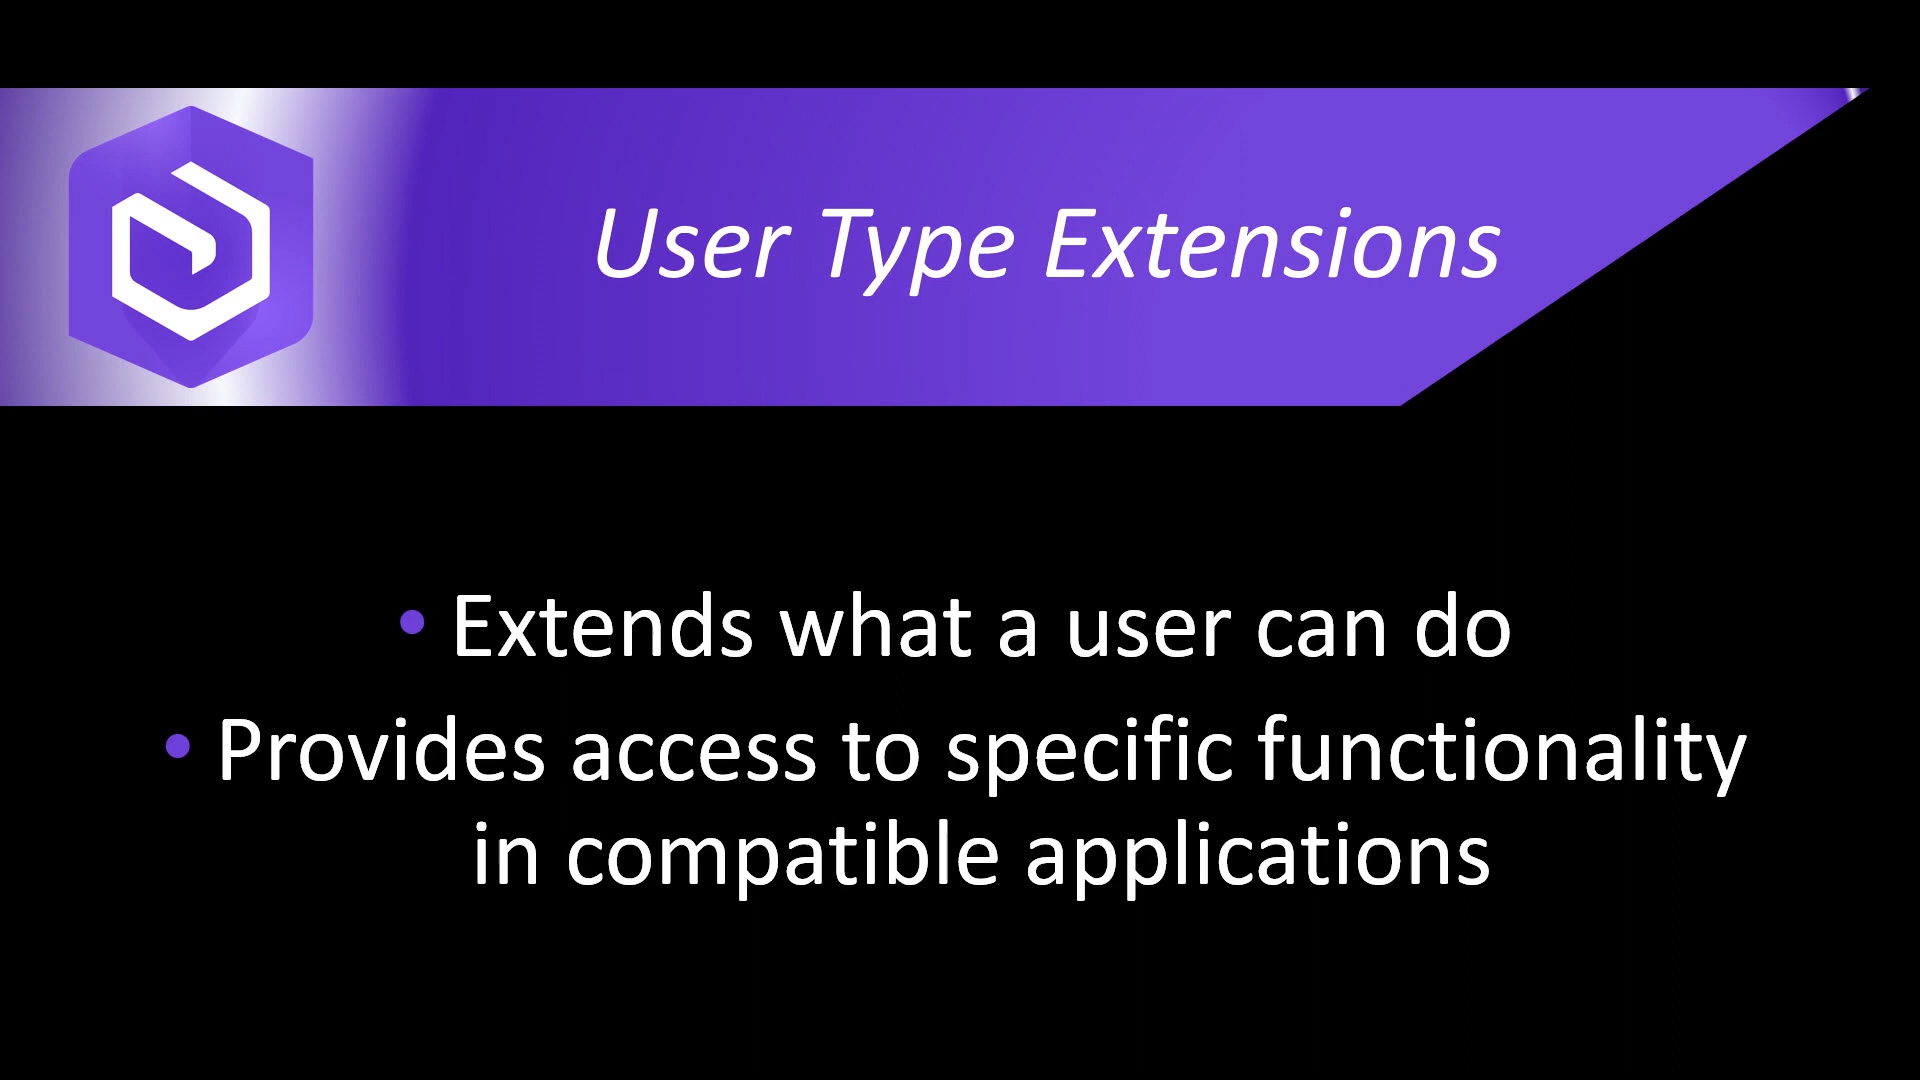 User Type Extensions
• Extends what a user can do
• Provides access to specific functionality
in compatible applications